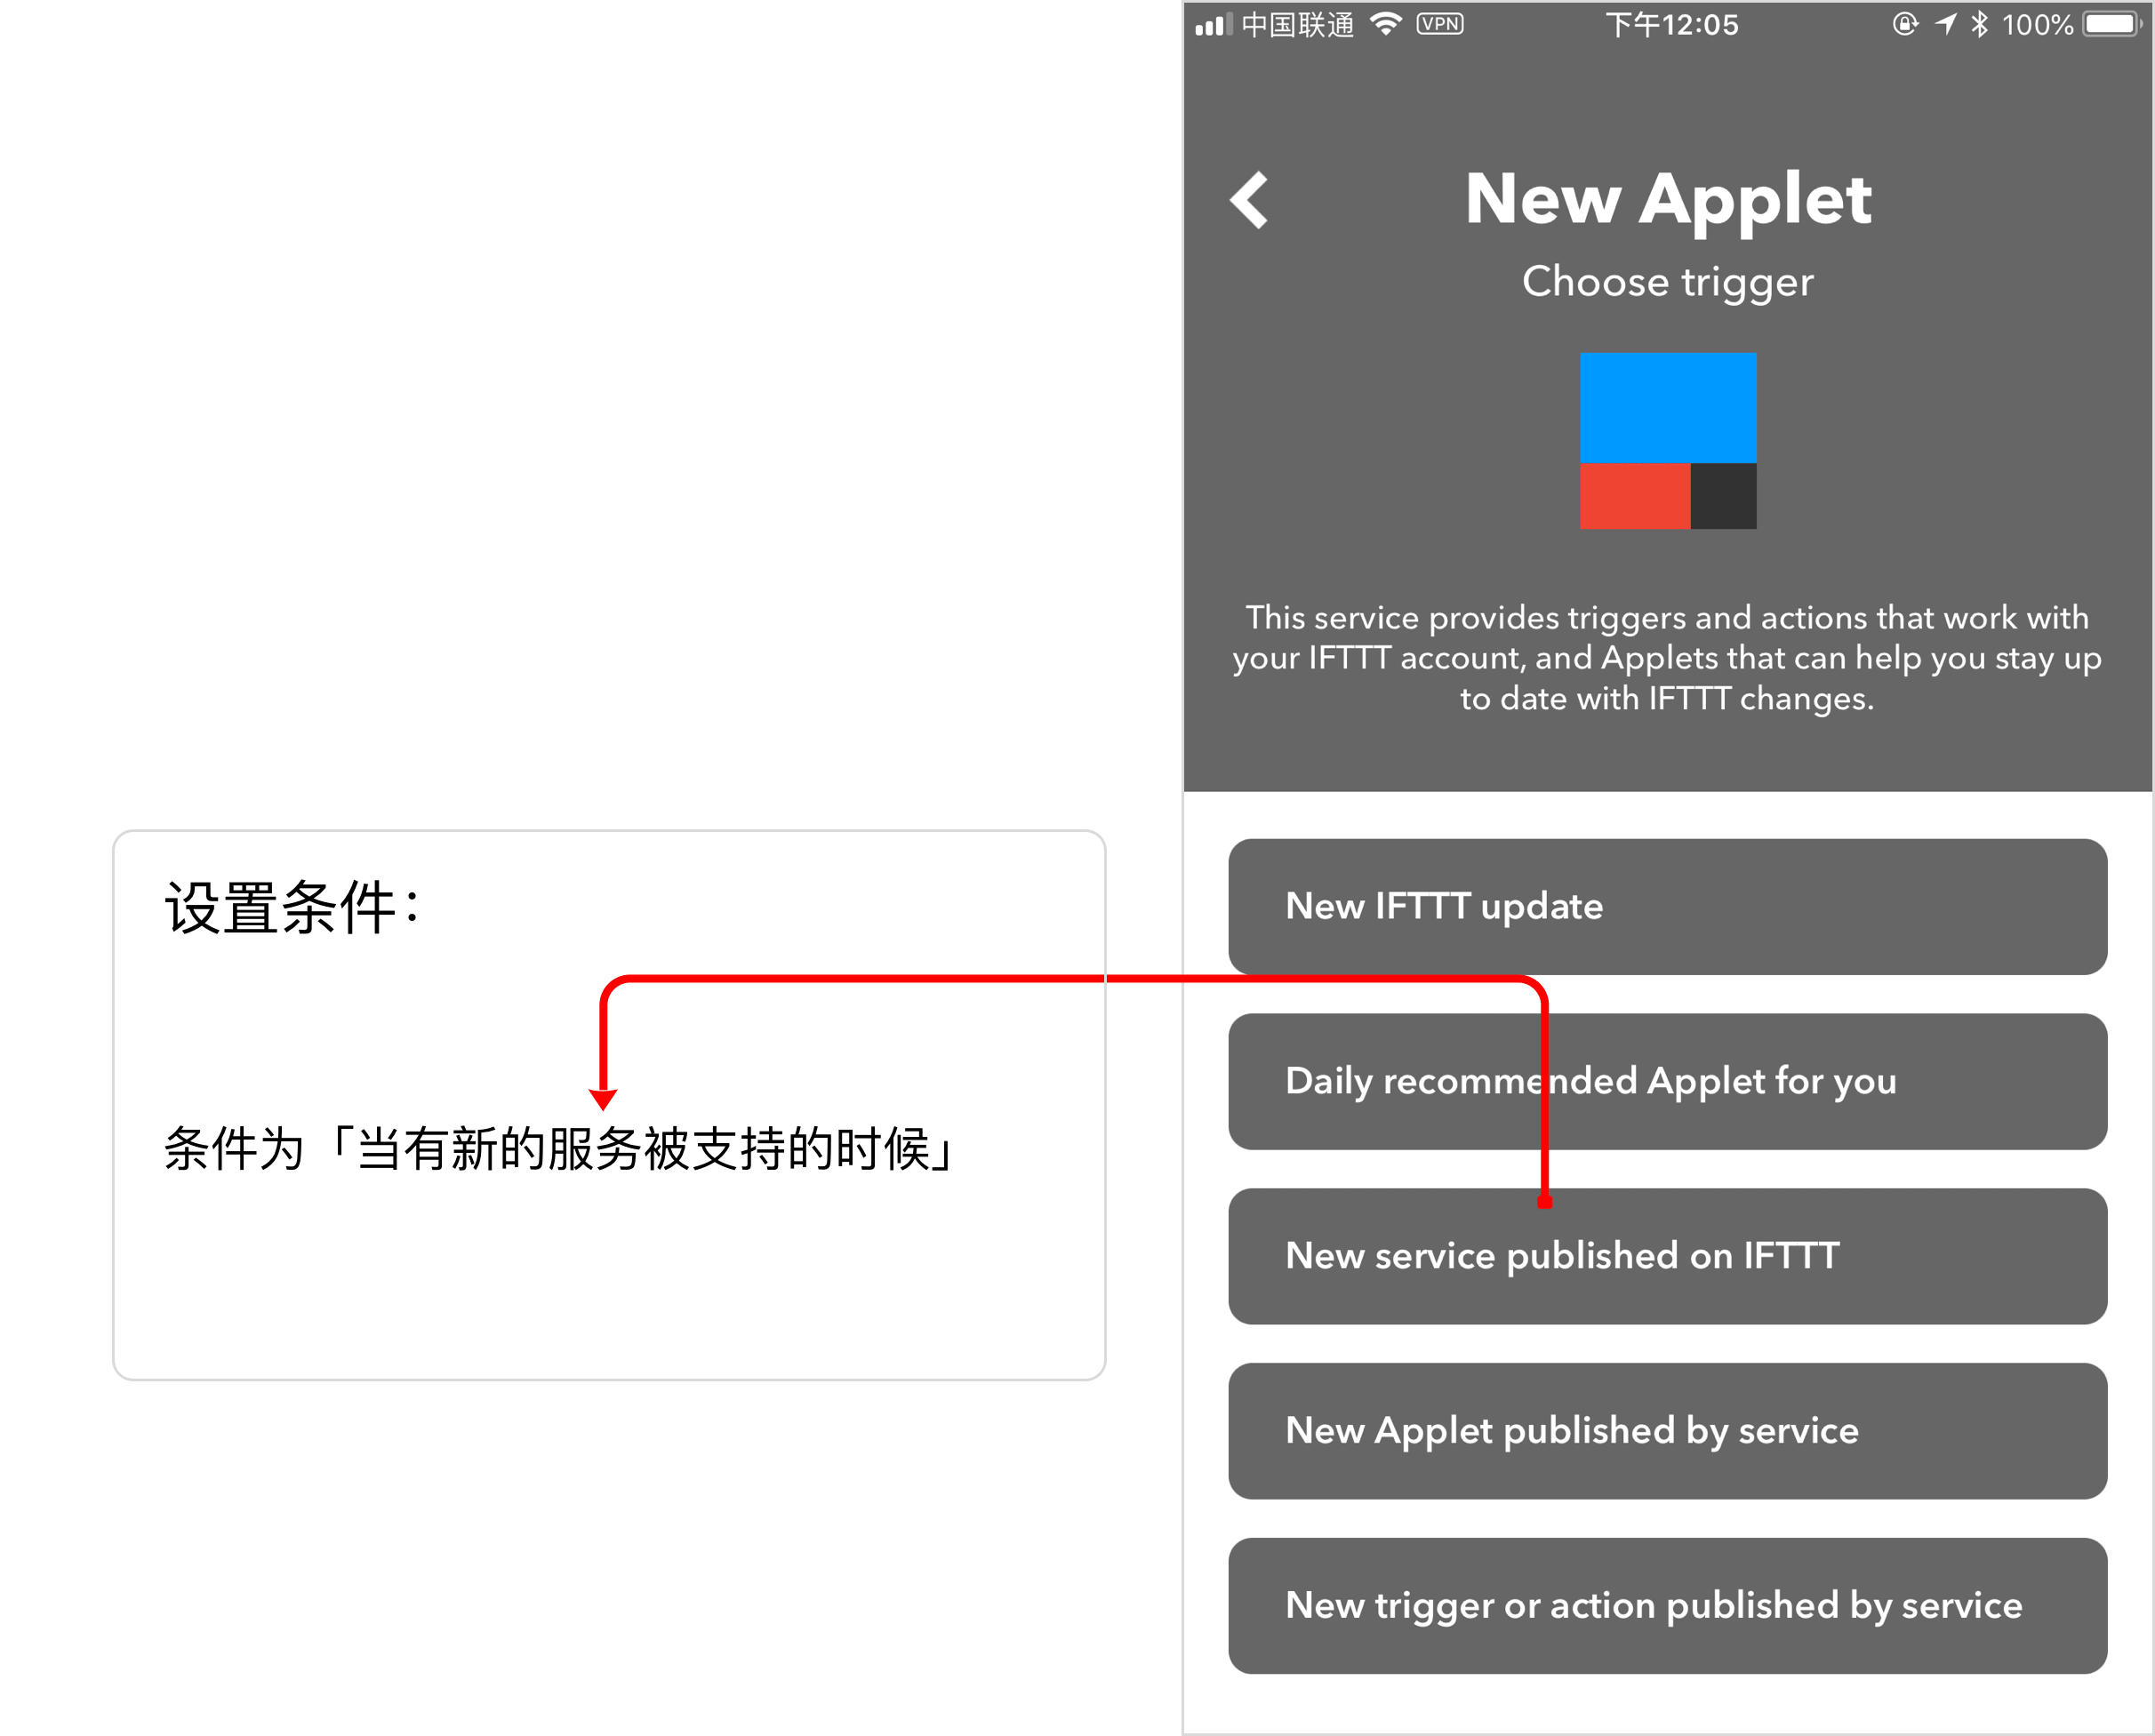 中国联通 VPN 下午1:205 100%
New Applet
Choose trigger
This service provides triggers and actions that work with
your IFTTT account, and Applets that can help you stay up
to date with IFTTT changes.
New IFTTT update
Daily recommended Applet for you
New service published on IFTTT
New Applet published by service
New trigger or action published by service
设置条件：
条件为「当有新的服务被支持的时候」